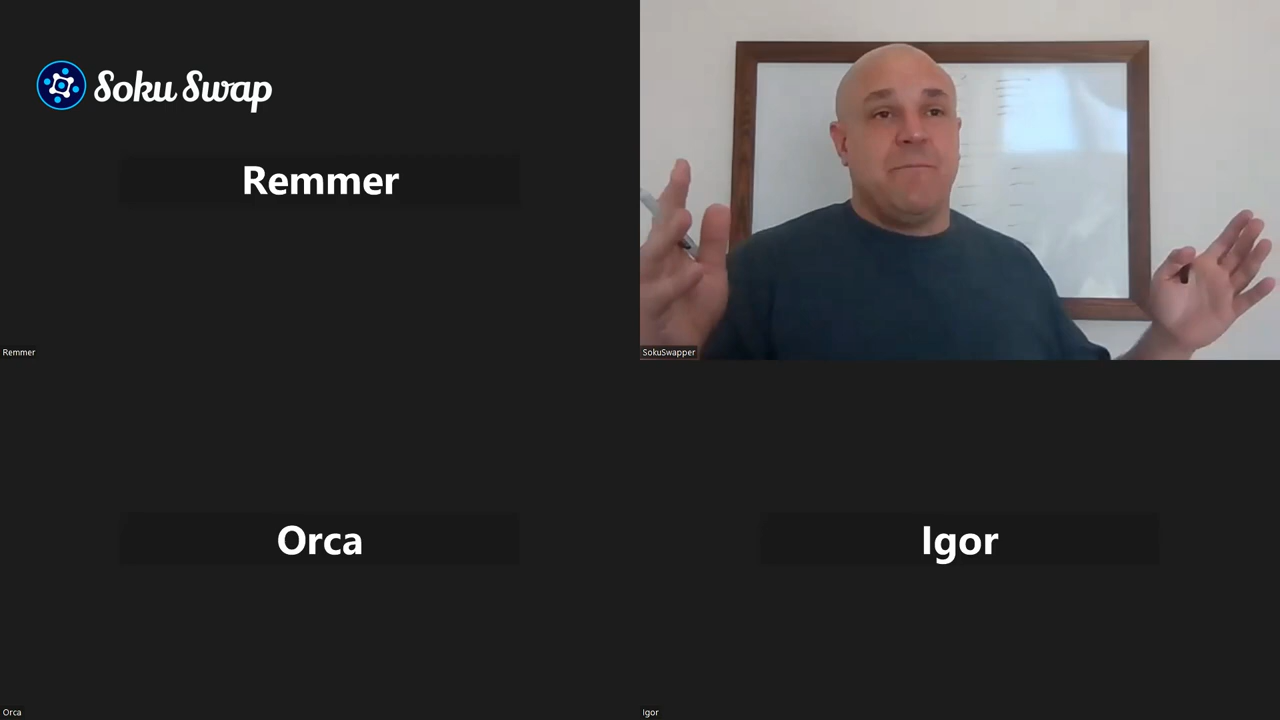 Soku Swap
Remmer
Remmer
SokuSwapper
Orca
Igor
Orca
Igor